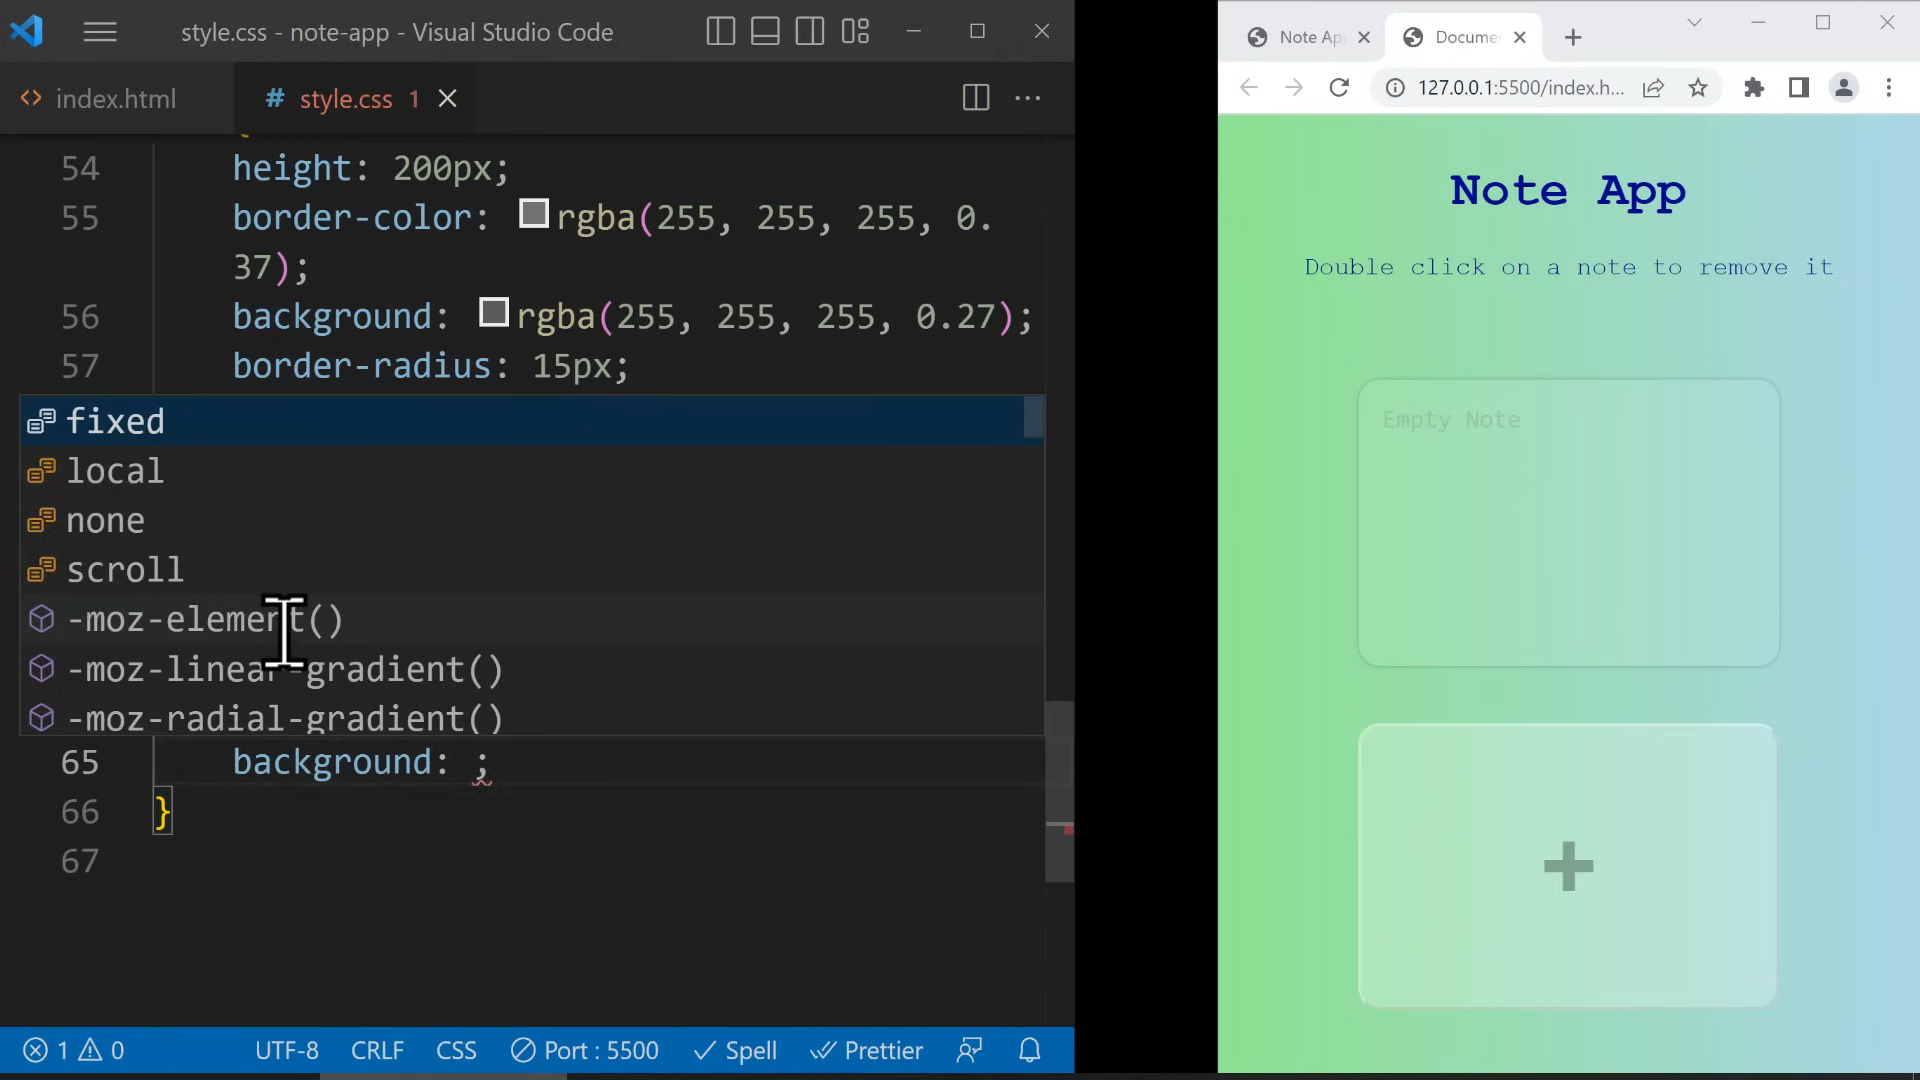 style.css - note-app - Visual Studio Code
index.html
# style.css 1
54 height: 200px;
55 border-color: rgba(255, 255, 255, 0.
37);
56 background: rgba(255, 255, 255, 0.27);
57 border-radius: 15px;
fixed
local
none
scroll
-moz-element()
-moz-linear-gradient()
-moz-radial-gradient()
65 background: ;
66 }
67
1 0 UTF-8 CRLF CSS Port : 5500 Spell Prettier
Note Ap
Docume
127.0.0.1:5500/index.h...
Note App
Double click on a note to remove it
Empty Note
+